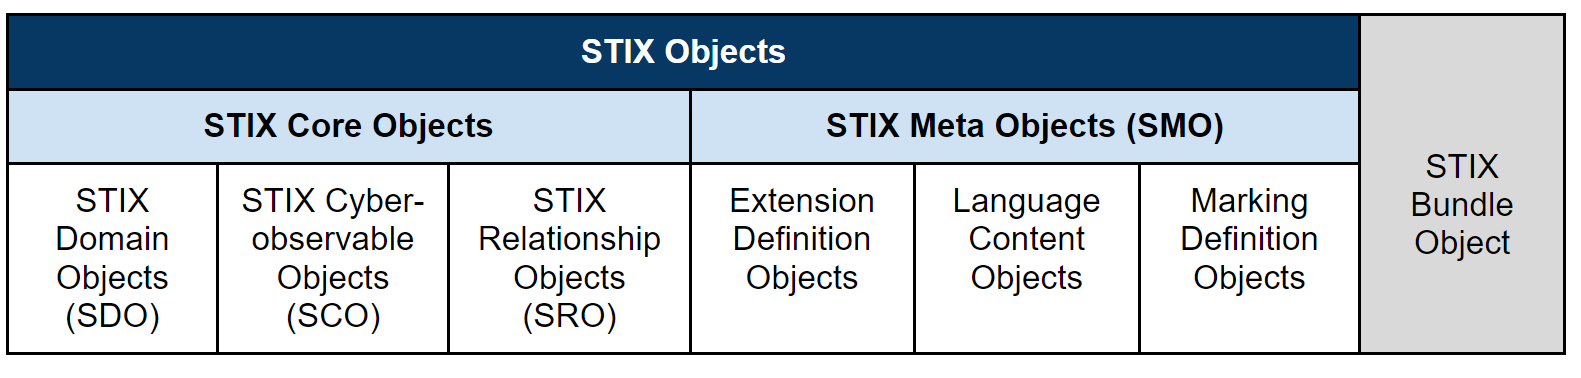 STIX Objects
STIX Core Objects
STIX Meta Objects (SMO)
STIX
Domain
Objects
(SDO)
STIX Cyber-
observable
Objects
(SCO)
STIX
Relationship
Objects
(SRO)
Extension
Definition
Objects
Language
Content
Objects
Marking
Definition
Objects
STIX
Bundle
Object